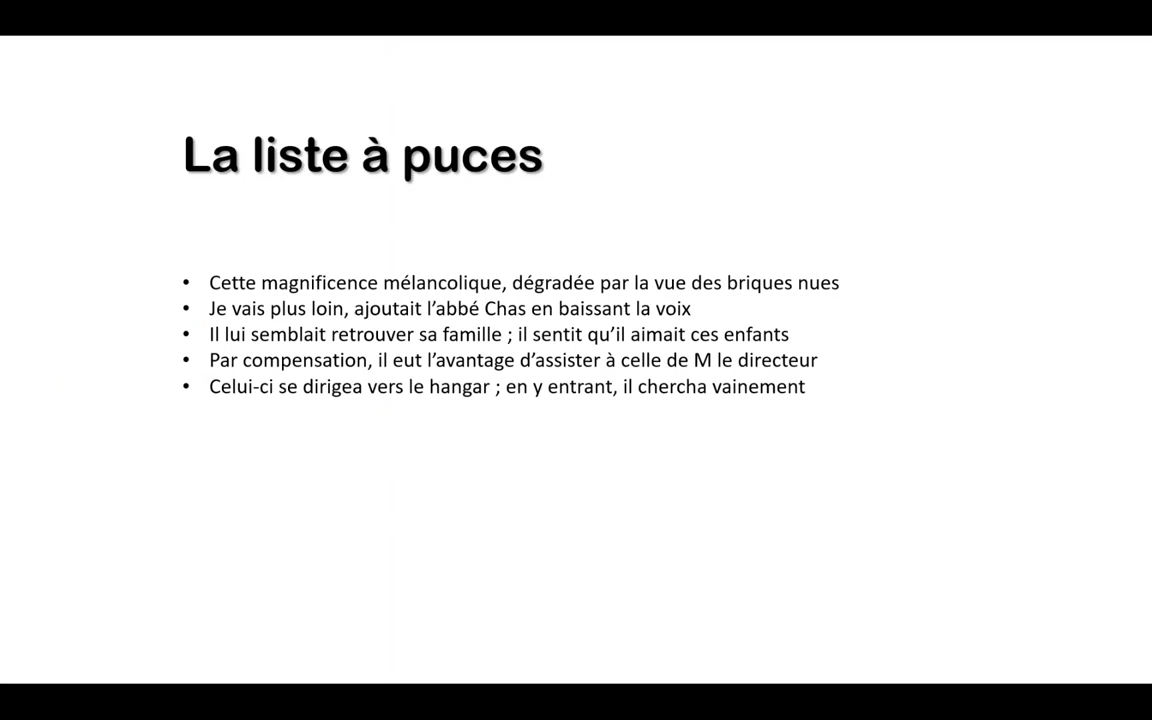 La liste à puces
• Cette magnificence mélancolique, dégradée par la vue des briques nues
• Je vais plus loin, ajoutait l’abbé Chas en baissant la voix
• Il lui semblait retrouver sa famille ; il sentit qu’il aimait ces enfants
• Par compensation, il eut l’avantage d’assister à celle de M le directeur
• Celui-ci se dirigea vers le hangar ; en y entrant, il chercha vainement